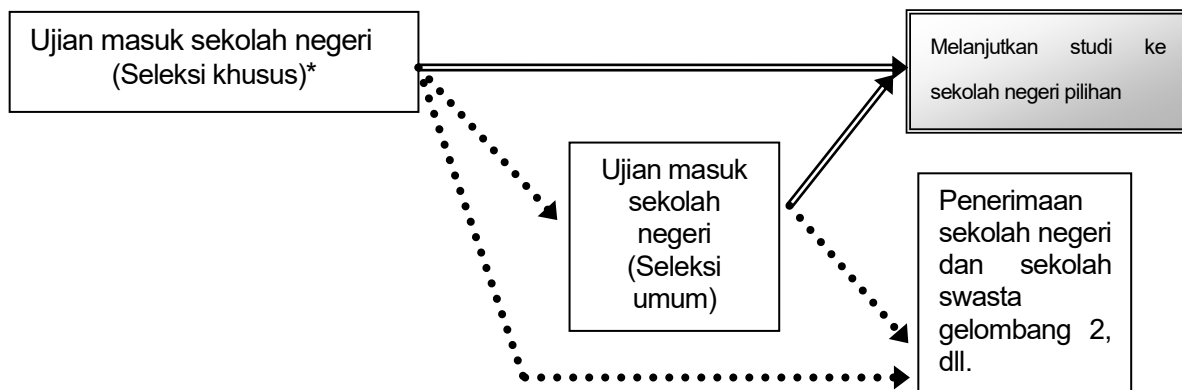 Ujian masuk sekolah negeri
(Seleksi khusus)*
Melanjutkan studi ke
sekolah negeri pilihan
Ujian masuk
sekolah
negeri
(Seleksi
umum)
Penerimaan
sekolah negeri
dan sekolah
swasta
gelombang 2,
dll.